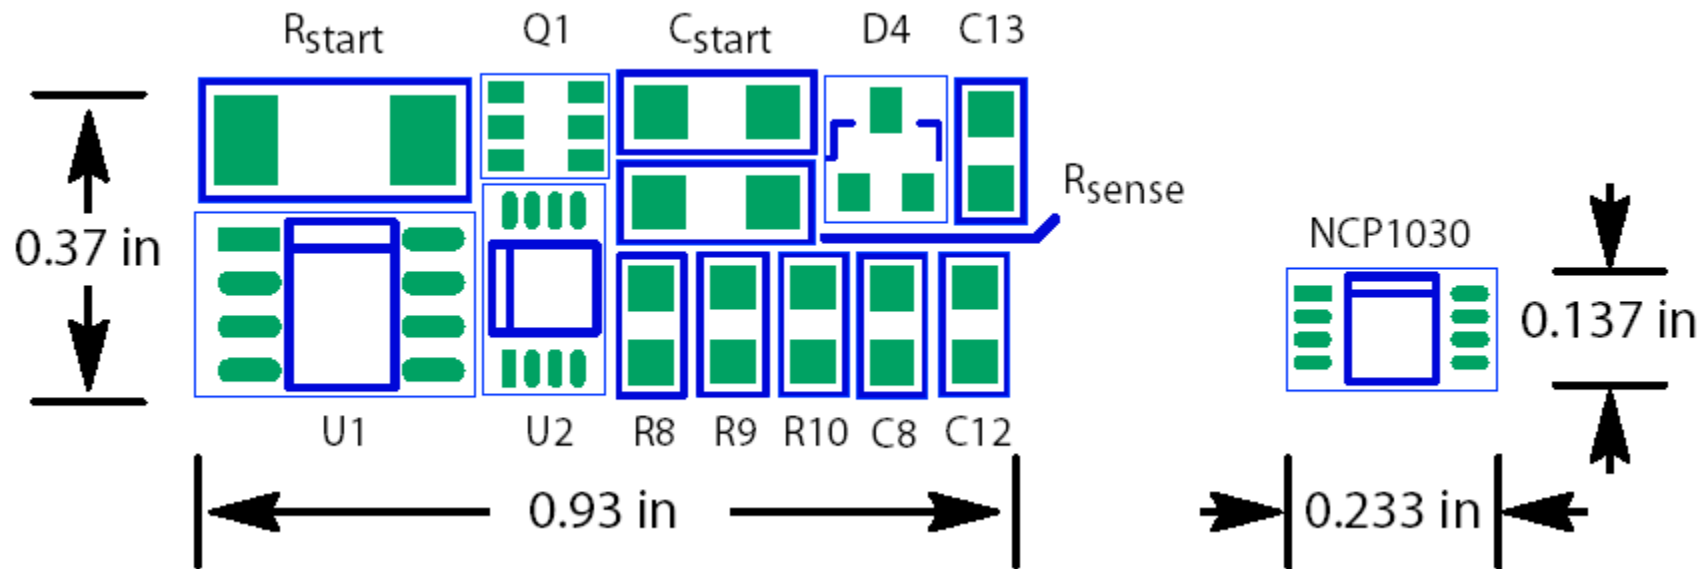 Rstart Q1 Cstart D4 C13
Rsense
NCP1030
0.37 in
0.137 in
U1 U2 R8 R9 R10 C8 C12
0.93 in
0.233 in